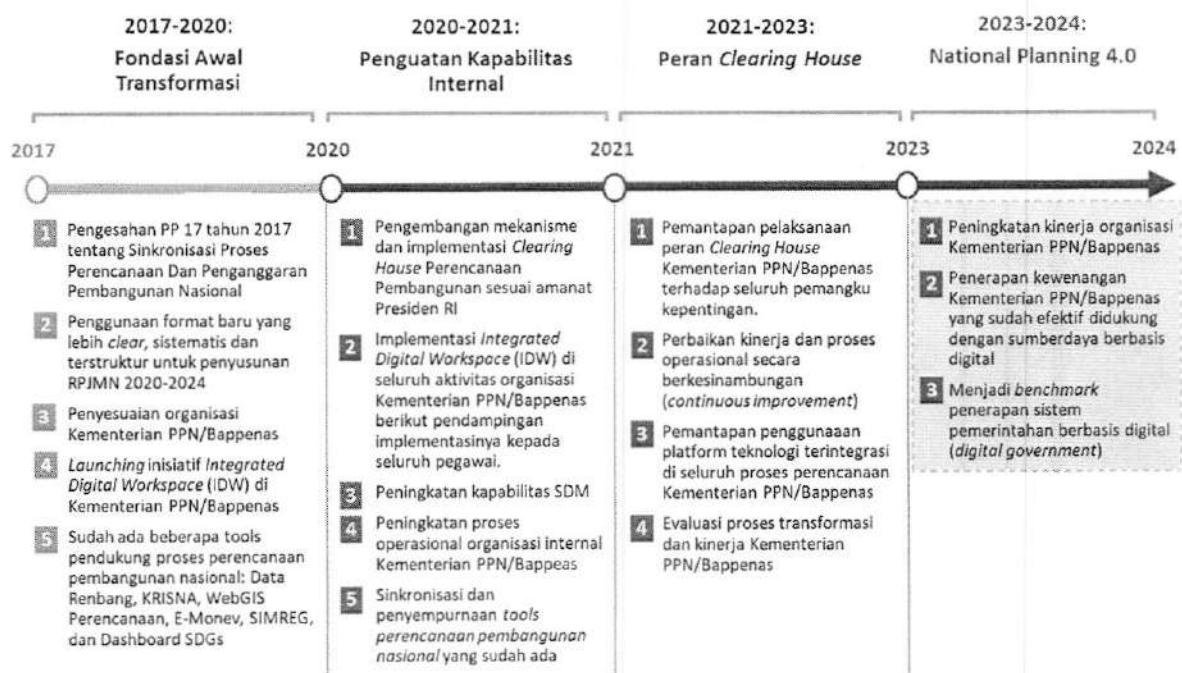 2017-2020:
Fondasi Awal
Transformasi
2020-2021:
Penguatan Kapabilitas
Internal
2021-2023:
Peran Clearing House
2023-2024:
National Planning 4.0
2017
2020
2021
2023
2024
1 Pengesahan PP 17 tahun 2017
tentang Sinkronisasi Proses
Perencanaan Dan Penganggaran
Pembangunan Nasional
2 Penggunaan format baru yang
lebih clear, sistematis dan
terstruktur untuk penyusunan
RPJMN 2020-2024
3 Penyesuaian organisasi
Kementerian PPN/Bappenas
4 Launching inisiatif Integrated
Digital Workspace (IDW) di
Kementerian PPN/Bappenas
5 Sudah ada beberapa tools
pendukung proses perencanaan
pembangunan nasional: Data
Renbang, KRISNA, WebGIS
Perencanaan, E-Monev, SIMREG,
dan Dashboard SDGs
1 Pengembangan mekanisme
dan implementasi Clearing
House Perencanaan
Pembangunan sesuai amanat
Presiden RI
2 Implementasi Integrated
Digital Workspace (IDW) di
seluruh aktivitas organisasi
Kementerian PPN/Bappenas
berikut pendampingan
implementasinya kepada
seluruh pegawai.
3 Peningkatan kapabilitas SDM
4 Peningkatan proses
operasional organisasi internal
Kementerian PPN/Bappeas
5 Sinkronisasi dan
penyempurnaan tools
perencanaan pembangunan
nasional yang sudah ada
1 Pemantapan pelaksanaan
peran Clearing House
Kementerian PPN/Bappenas
terhadap seluruh pemangku
kepentingan.
2 Perbaikan kinerja dan proses
operasional secara
berkesinambungan
(continuous improvement)
3 Pemantapan penggunaaan
platform teknologi terintegrasi
di seluruh proses perencanaan
Kementerian PPN/Bappenas
4 Evaluasi proses transformasi
dan kinerja Kementerian
PPN/Bappenas
1 Peningkatan kinerja organisasi
Kementerian PPN/Bappenas
2 Penerapan kewenangan
Kementerian PPN/Bappenas
yang sudah efektif didukung
dengan sumberdaya berbasis
digital
3 Menjadi benchmark
penerapan sistem
pemerintahan berbasis digital
(digital government)